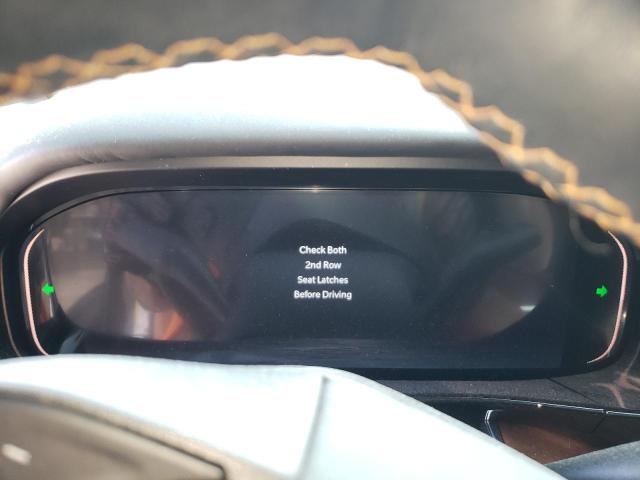 Check Both
2nd Row
Seat Latches
Before Driving